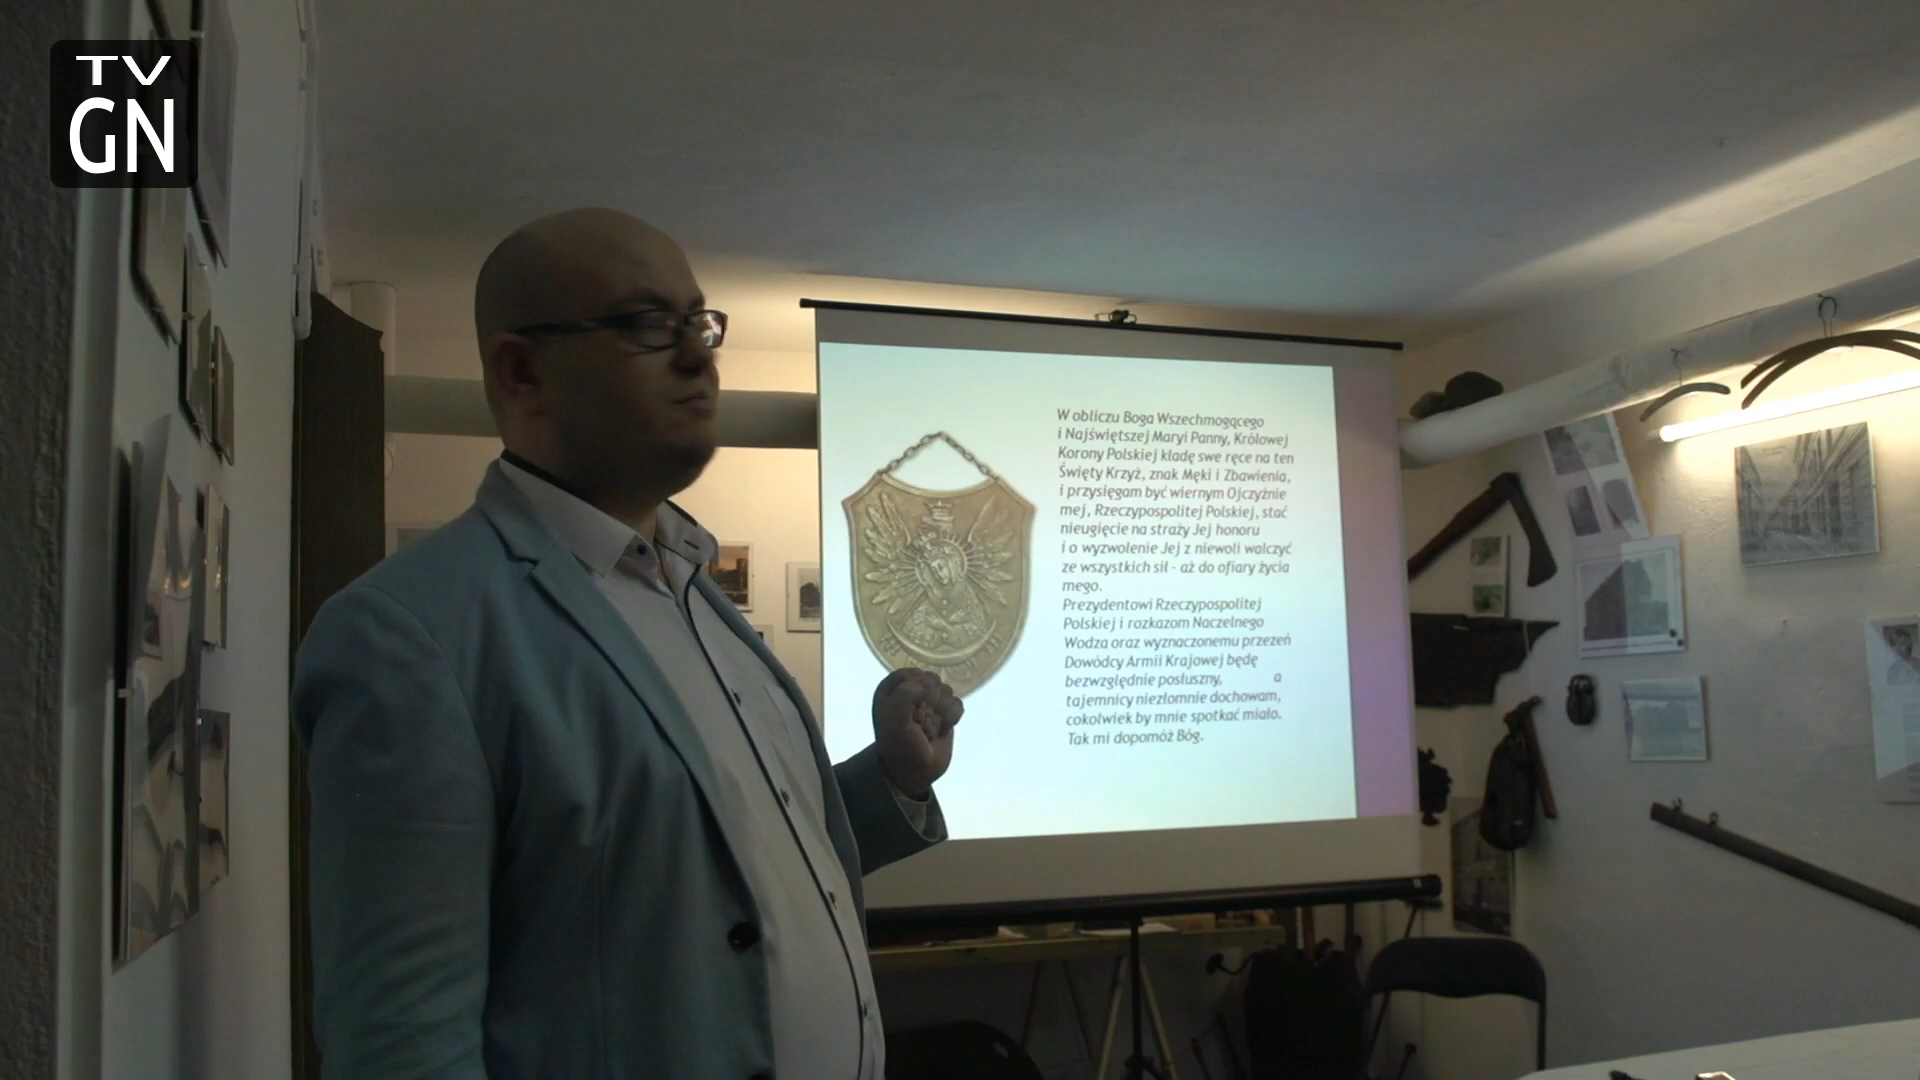 TV
GN
W obliczu Boga Wszechmogącego
i Najświętszej Maryi Panny, Królowej
Korony Polskiej kładę swe ręce na ten
Święty Krzyż, znak Męki i Zbawienia,
i przysięgam być wiernym Ojczyźnie
mej, Rzeczypospolitej Polskiej, stać
nieugięcie na straży Jej honoru
i o wyzwolenie Jej z niewoli walczyć
ze wszystkich sił - aż do ofiary życia
mego.
Prezydentowi Rzeczypospolitej
Polskiej i rozkazom Naczelnego
Wodza oraz wyznaczonemu przezeń
Dowódcy Armii Krajowej będę
bezwzględnie posłuszny, a
tajemnicy niezłomnie dochowam,
cokolwiek by mnie spotkać miało.
Tak mi dopomóż Bóg.